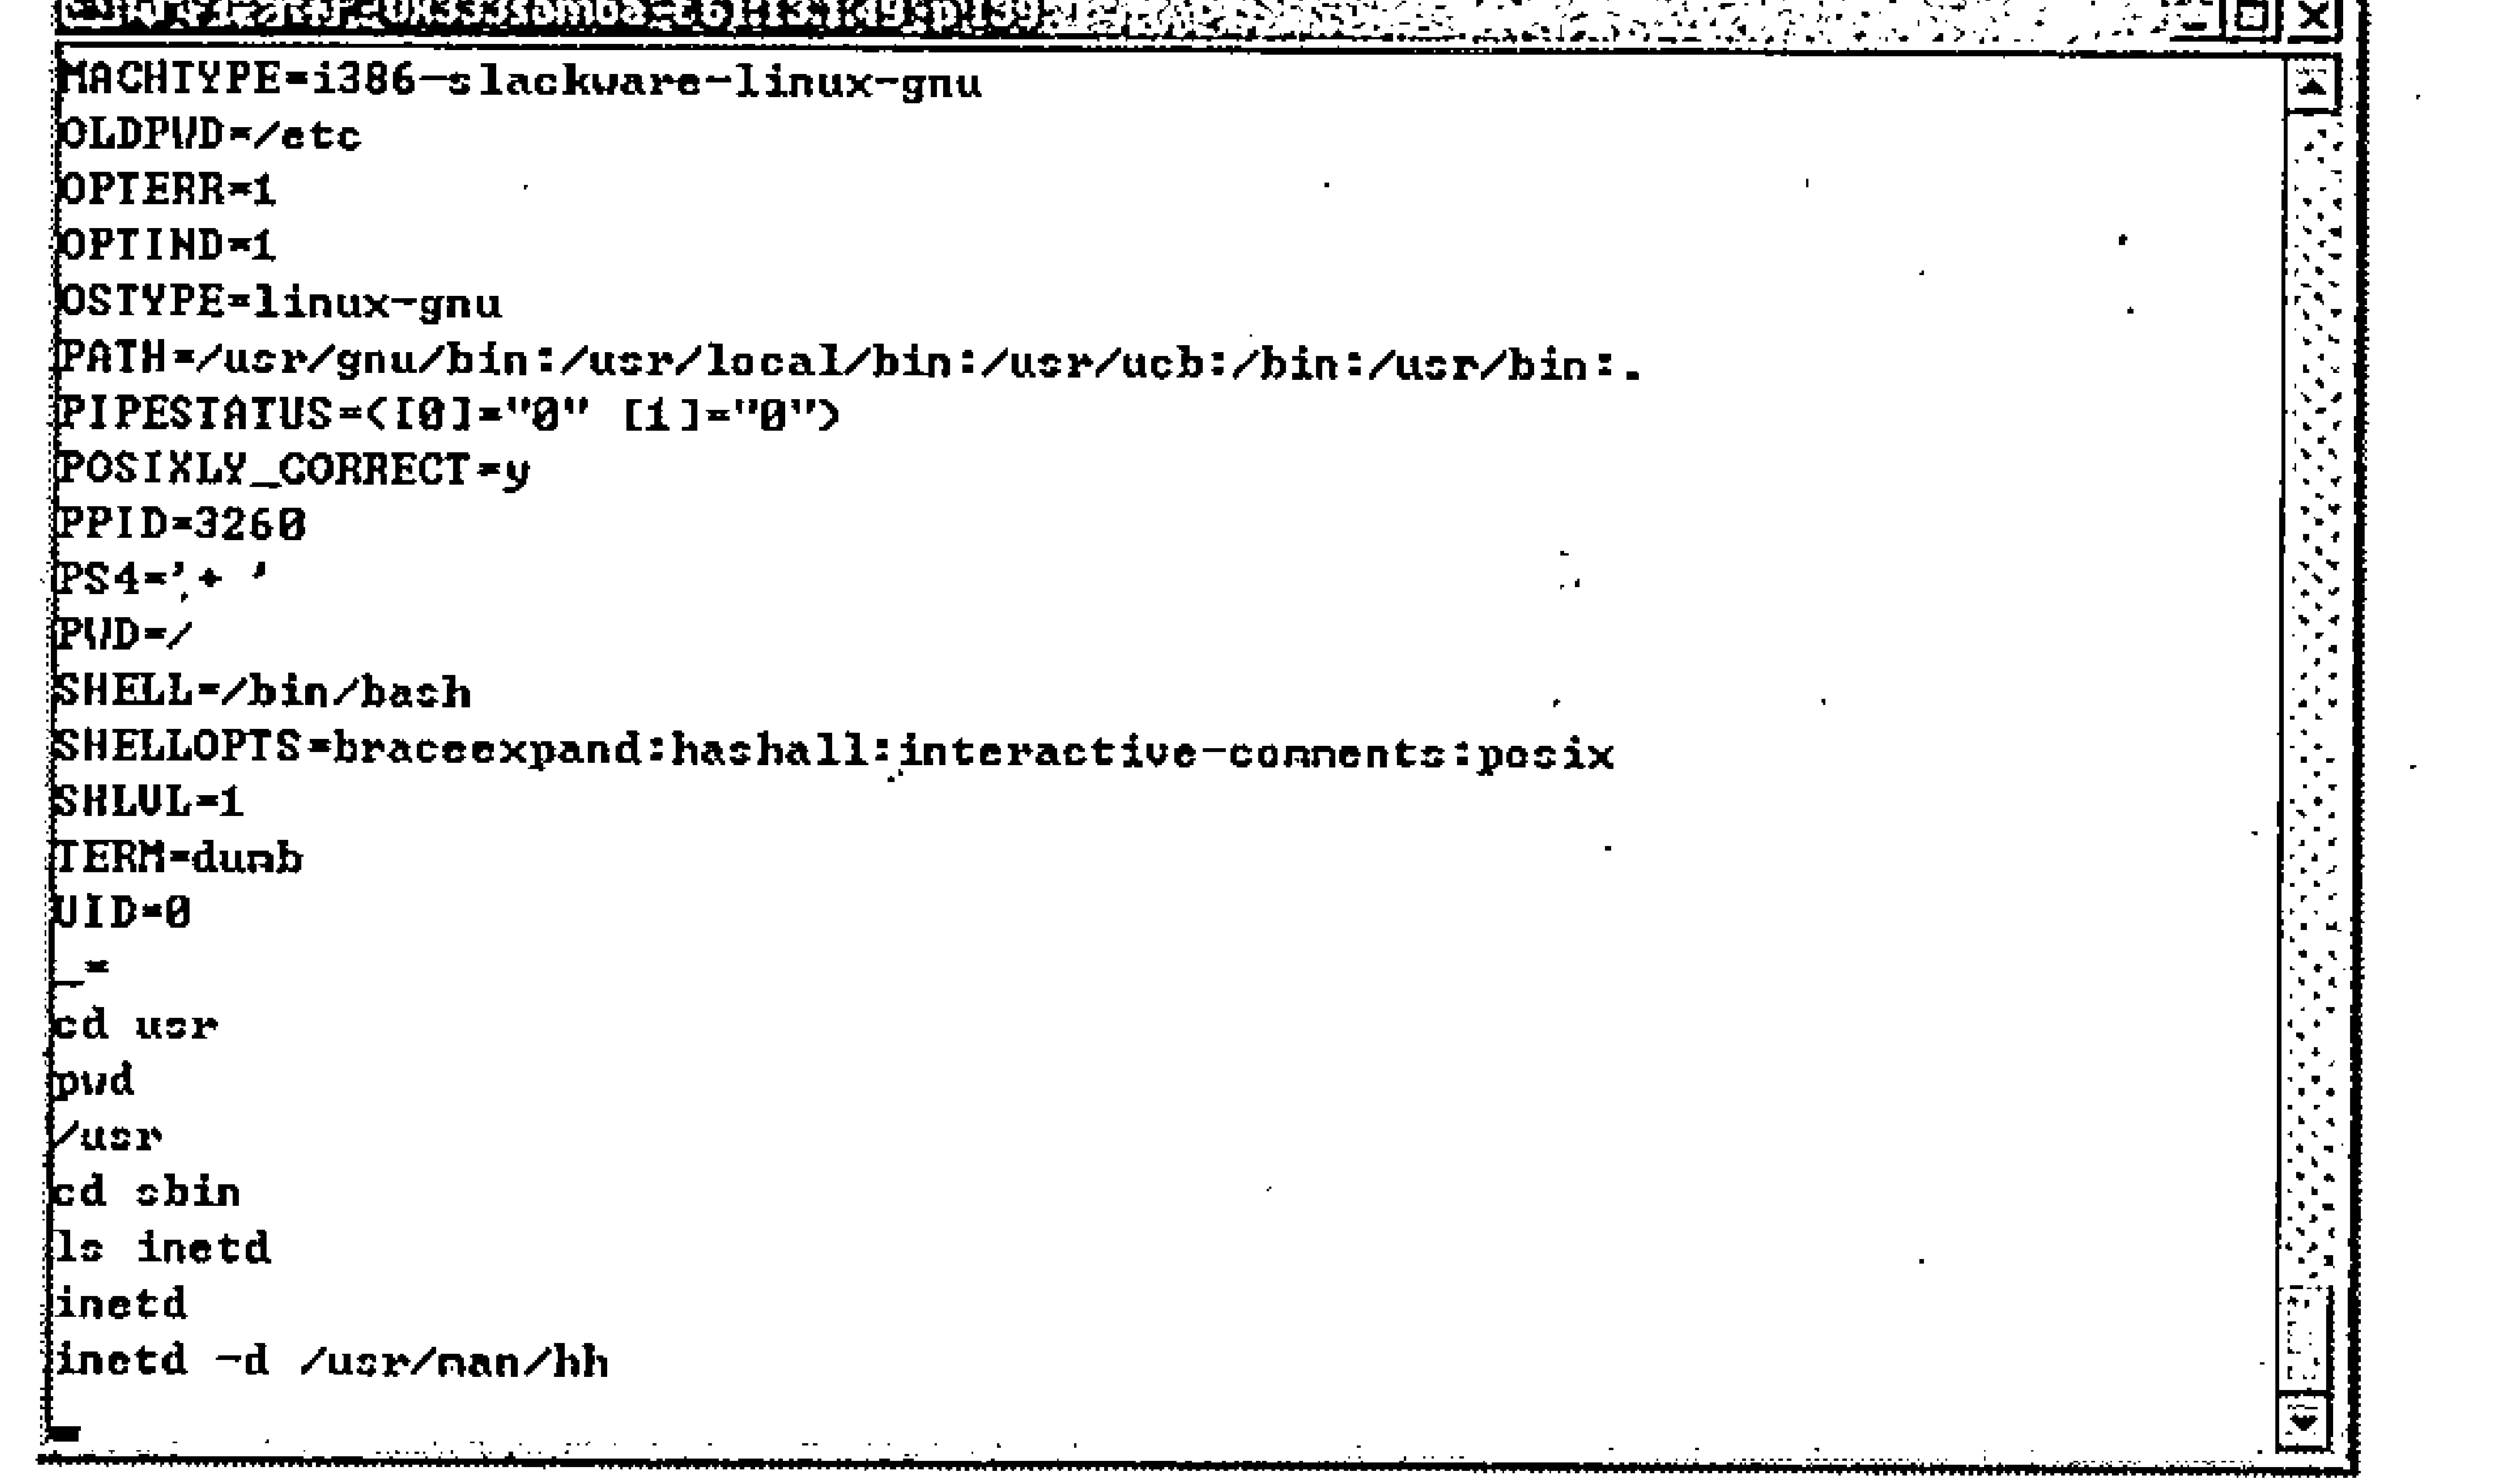 MACHTYPE=i386-slackware-linux-gnu
OLDPWD=/etc
OPTERR=1
OPTIND=1
OSTYPE=linux-gnu
PATH=/usr/gnu/bin:/usr/local/bin:/usr/ucb:/bin:/usr/bin:.
PIPESTATUS=([0]="0" [1]="0")
POSIXLY_CORRECT=y
PPID=3260
PS4='+ '
PWD=/
SHELL=/bin/bash
SHELLOPTS=braceexpand:hashall:interactive-comments:posix
SHLVL=1
TERM=dumb
UID=0
_=
cd usr
pwd
/usr
cd sbin
ls inetd
inetd
inetd -d /usr/man/hh